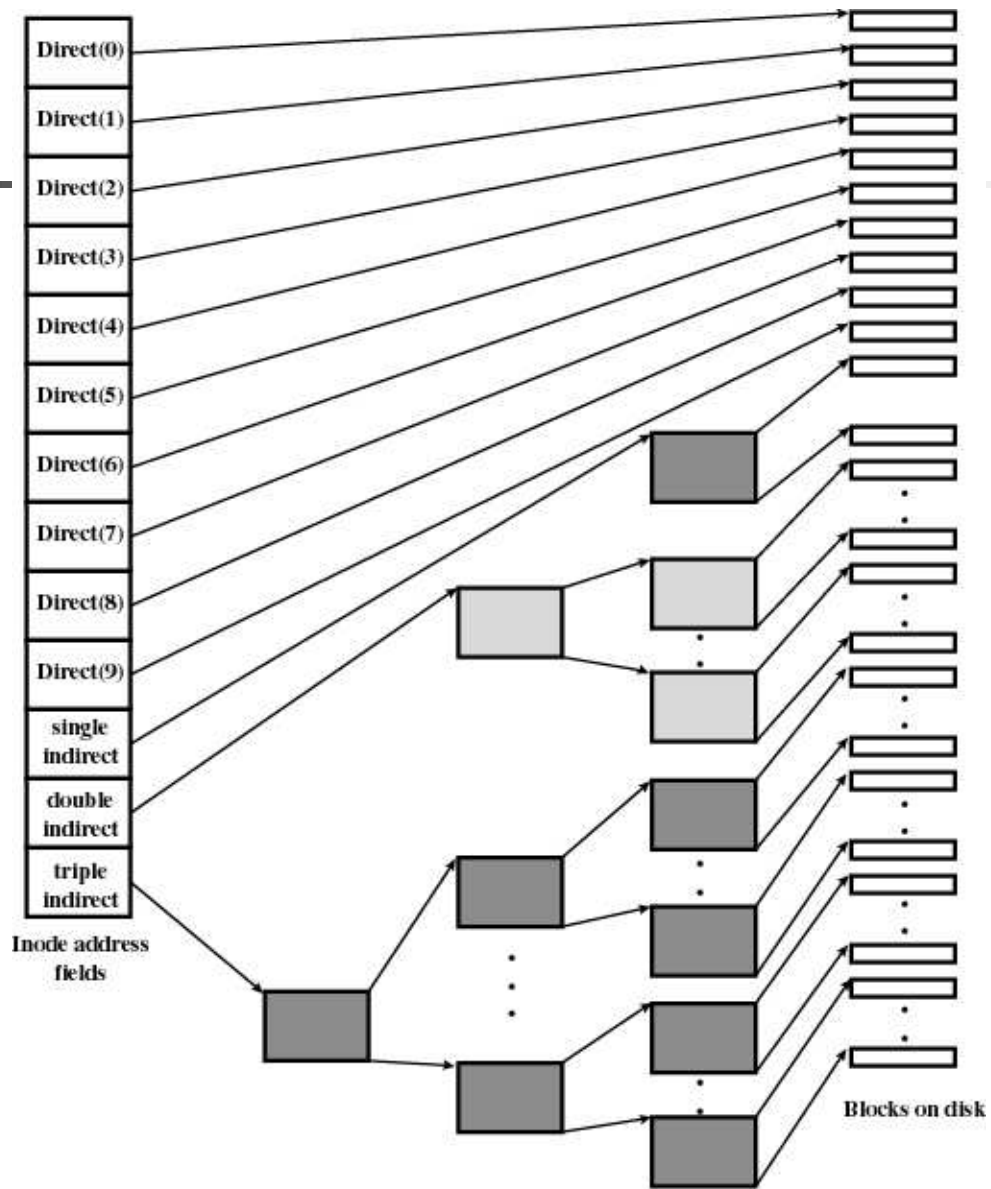 Direct(0)
Direct(1)
Direct(2)
Direct(3)
Direct(4)
Direct(5)
Direct(6)
Direct(7)
Direct(8)
Direct(9)
single
indirect
double
indirect
triple
indirect
Inode address
fields
Blocks on disk